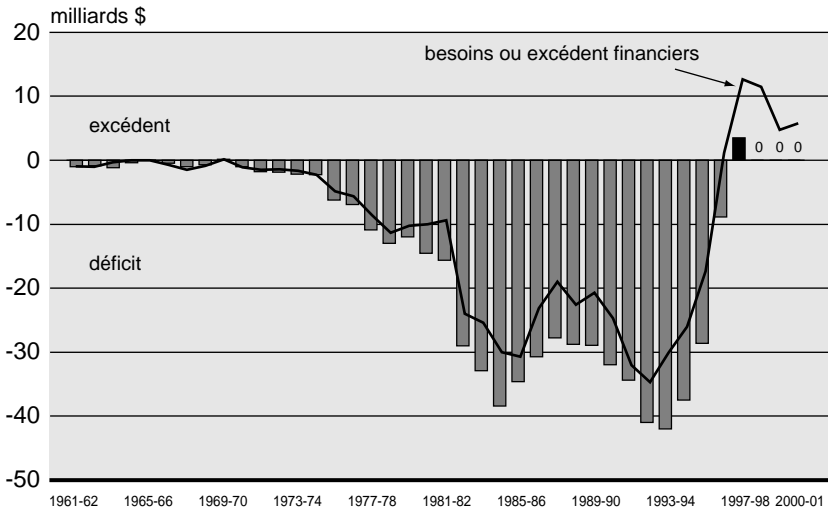 milliards $
20
besoins ou excédent financiers
10
excédent
0 0 0
0
-10
déficit
-20
-30
-40
-50
1961-62 1965-66 1969-70 1973-74 1977-78 1981-82 1985-86 1989-90 1993-94 1997-98 2000-01